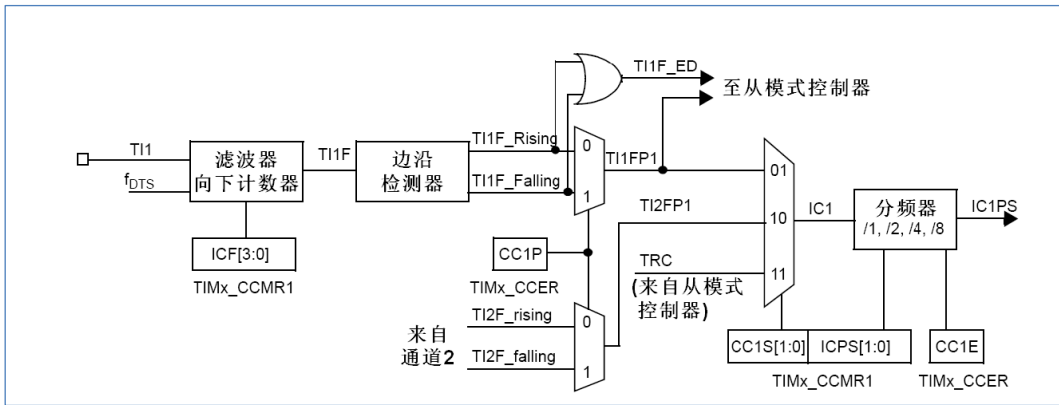 TI1F_ED
至从模式控制器
TI1
fDTS
滤波器
向下计数器
TI1F
边沿
检测器
TI1F_Rising
TI1F_Falling
0
1
TI1FP1
TI2FP1
01
10
11
IC1
分频器
/1, /2, /4, /8
IC1PS
ICF[3:0]
TIMx_CCMR1
CC1P
TIMx_CCER
TRC
(来自从模式
控制器)
来自
通道2
TI2F_rising
TI2F_falling
0
1
CC1S[1:0]
ICPS[1:0]
CC1E
TIMx_CCMR1
TIMx_CCER